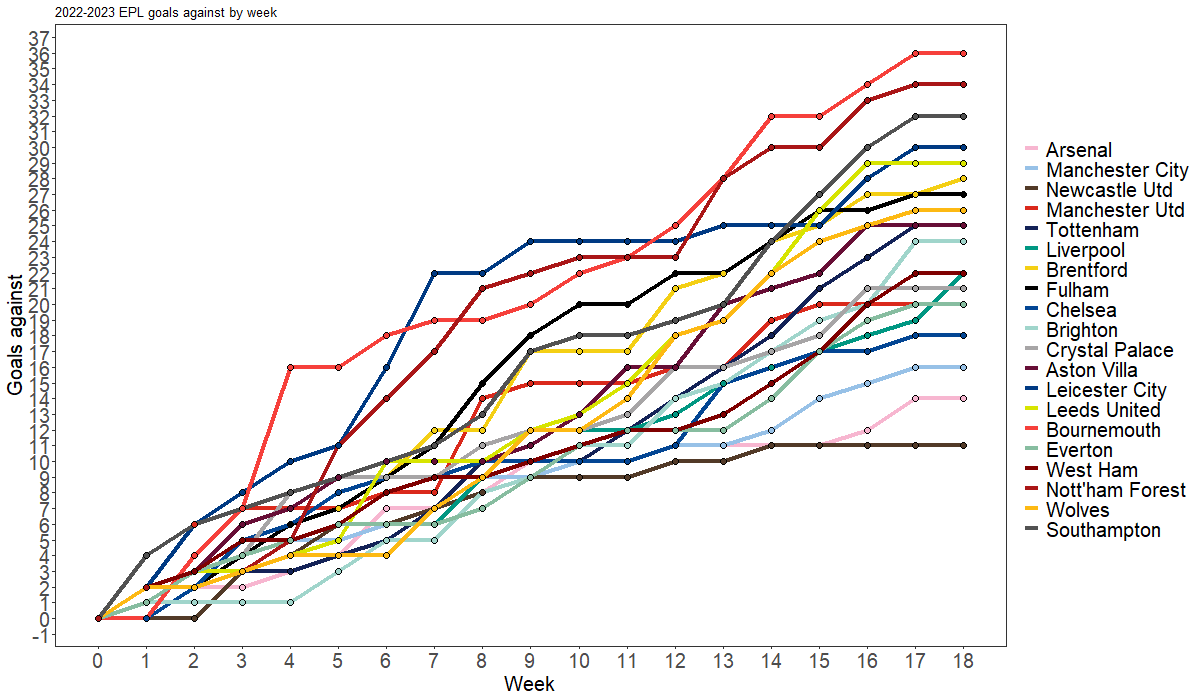 2022-2023 EPL goals against by week
Goals against
37
36
35
34
33
32
31
30
29
28
27
26
25
24
23
22
21
20
19
18
17
16
15
14
13
12
11
10
9
8
7
6
5
4
3
2
1
0
-1
0 1 2 3 4 5 6 7 8 9 10 11 12 13 14 15 16 17 18
Week
Arsenal
Manchester City
Newcastle Utd
Manchester Utd
Tottenham
Liverpool
Brentford
Fulham
Chelsea
Brighton
Crystal Palace
Aston Villa
Leicester City
Leeds United
Bournemouth
Everton
West Ham
Nott'ham Forest
Wolves
Southampton